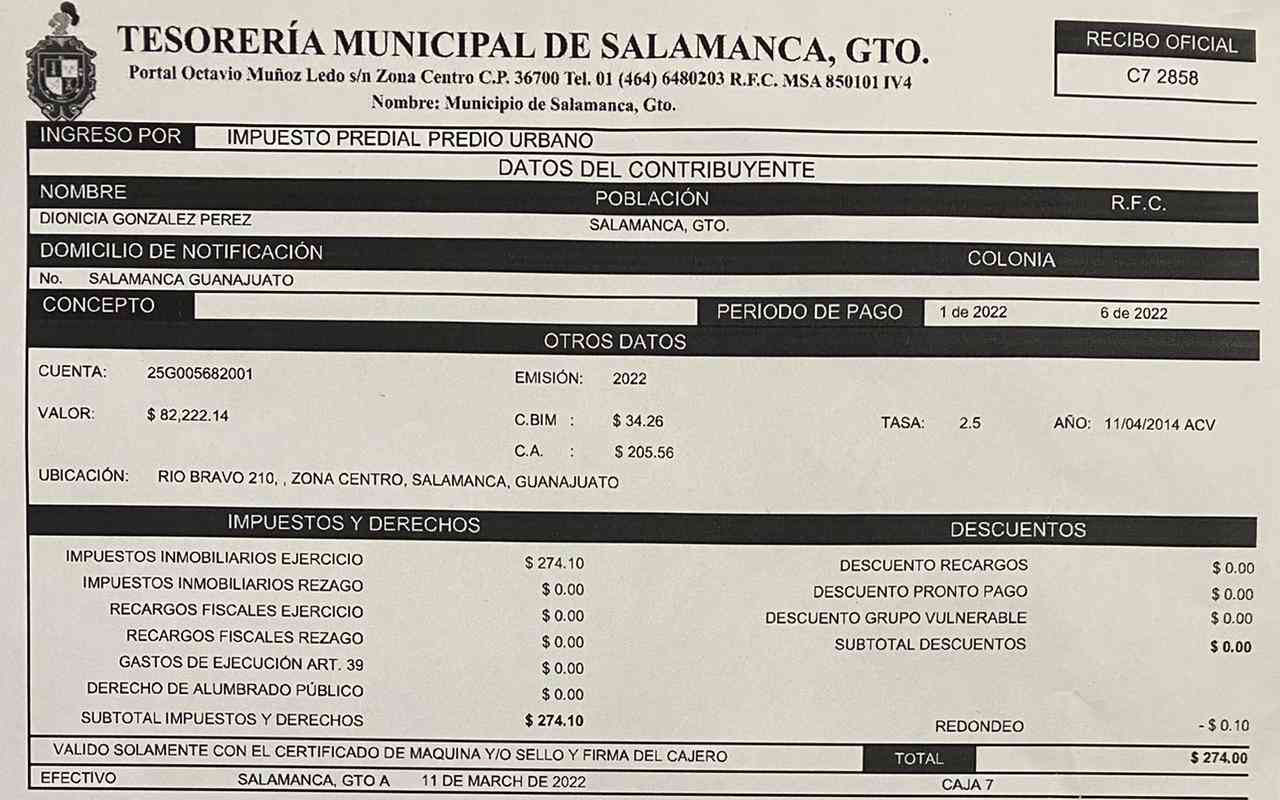 TESORERÍA MUNICIPAL DE SALAMANCA, GTO.
Portal Octavio Muñoz Ledo s/n Zona Centro C.P. 36700 Tel. 01 (464) 6480203 R.F.C. MSA 850101 IV4
Nombre: Municipio de Salamanca, Gto.
RECIBO OFICIAL
C7 2858
INGRESO POR IMPUESTO PREDIAL PREDIO URBANO
DATOS DEL CONTRIBUYENTE
NOMBRE POBLACIÓN R.F.C.
DIONICIA GONZALEZ PEREZ SALAMANCA, GTO.
DOMICILIO DE NOTIFICACIÓN COLONIA
No. SALAMANCA GUANAJUATO
CONCEPTO PERIODO DE PAGO 1 de 2022 6 de 2022
OTROS DATOS
CUENTA: 25G005682001 EMISIÓN: 2022
VALOR: $ 82,222.14 C.BIM : $ 34.26 TASA: 2.5 AÑO: 11/04/2014 ACV
C.A. : $ 205.56
UBICACIÓN: RIO BRAVO 210, , ZONA CENTRO, SALAMANCA, GUANAJUATO
IMPUESTOS Y DERECHOS DESCUENTOS
IMPUESTOS INMOBILIARIOS EJERCICIO $ 274.10 DESCUENTO RECARGOS $ 0.00
IMPUESTOS INMOBILIARIOS REZAGO $ 0.00 DESCUENTO PRONTO PAGO $ 0.00
RECARGOS FISCALES EJERCICIO $ 0.00 DESCUENTO GRUPO VULNERABLE $ 0.00
RECARGOS FISCALES REZAGO $ 0.00 SUBTOTAL DESCUENTOS $ 0.00
GASTOS DE EJECUCIÓN ART. 39 $ 0.00
DERECHO DE ALUMBRADO PÚBLICO $ 0.00
SUBTOTAL IMPUESTOS Y DERECHOS $ 274.10 REDONDEO - $ 0.10
VALIDO SOLAMENTE CON EL CERTIFICADO DE MAQUINA Y/O SELLO Y FIRMA DEL CAJERO TOTAL $ 274.00
EFECTIVO SALAMANCA, GTO A 11 DE MARCH DE 2022 CAJA 7